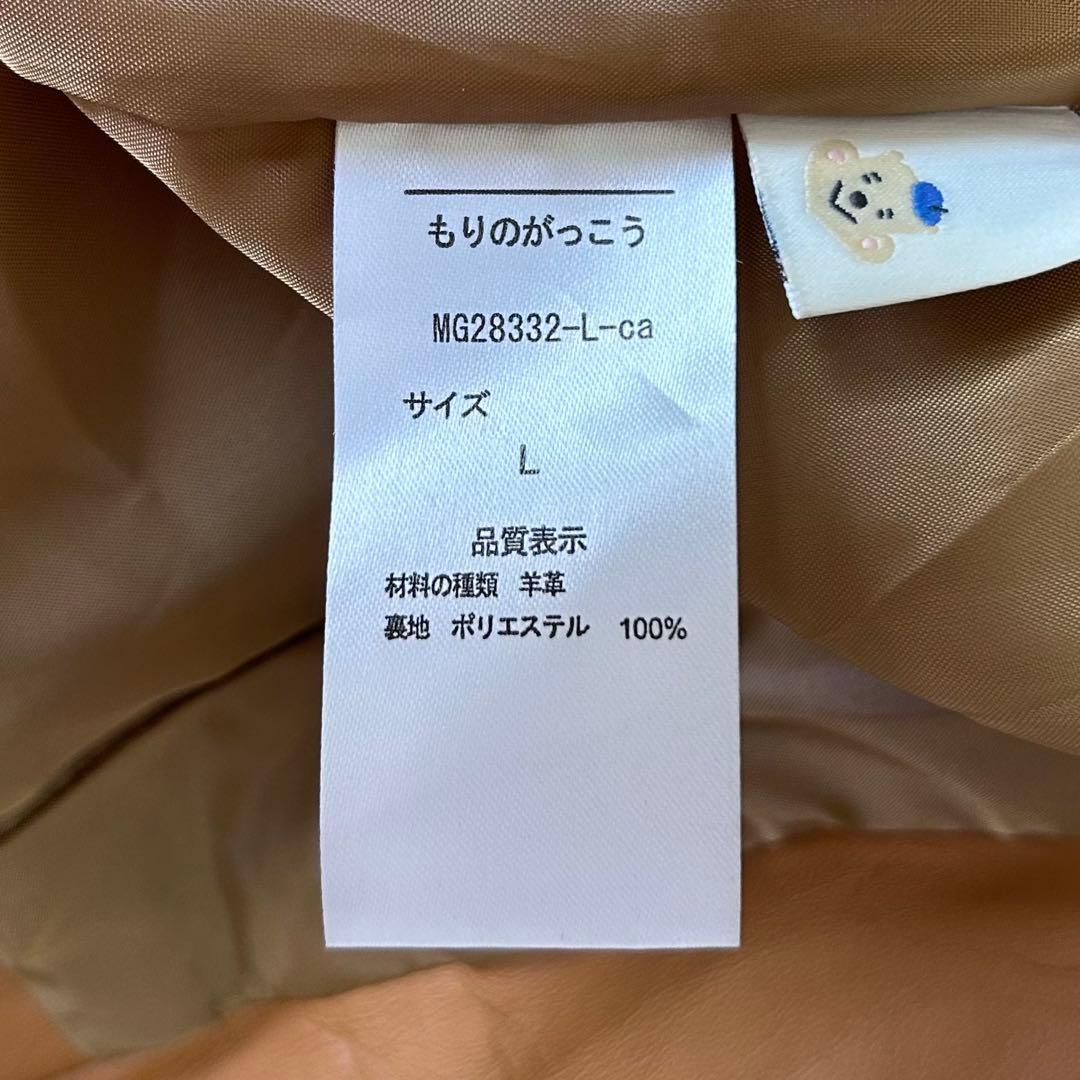 もりのがっこう
MG28332-L-ca
サイズ
L
品質表示
材料の種類 羊革
裏地 ポリエステル 100%